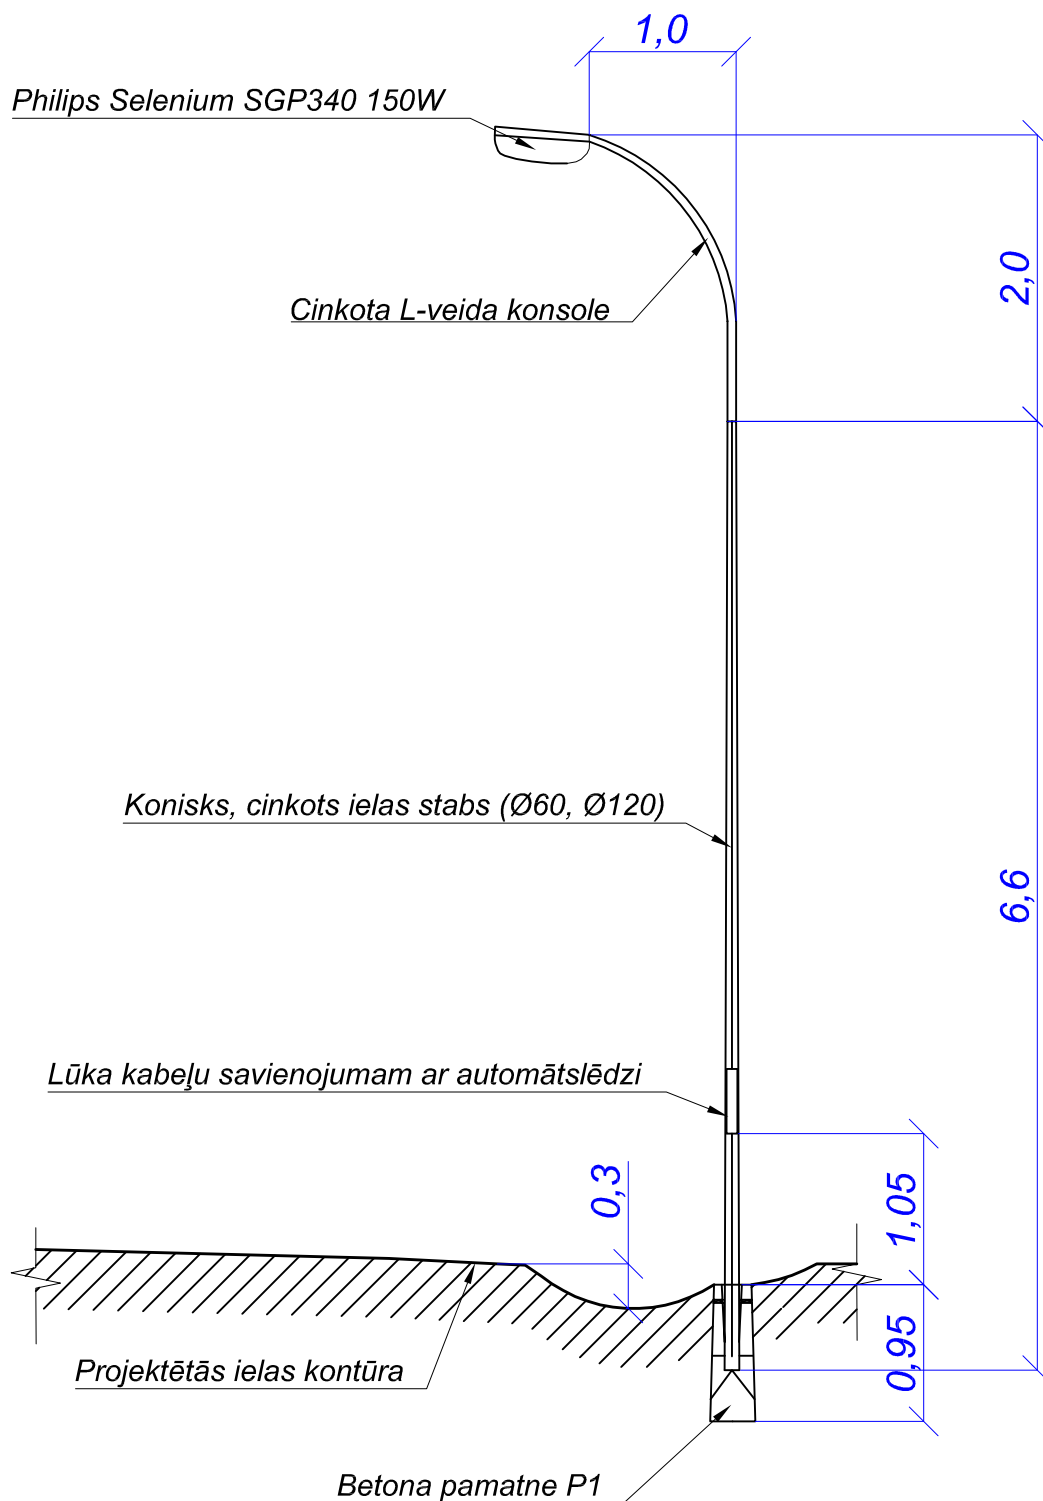 1,0
Philips Selenium SGP340 150W
2,0
Cinkota L-veida konsole
Konisks, cinkots ielas stabs (Ø60, Ø120)
6,6
Lūka kabeļu savienojumam ar automātslēdzi
0,3
1,05
0,95
Projektētās ielas kontūra
Betona pamatne P1